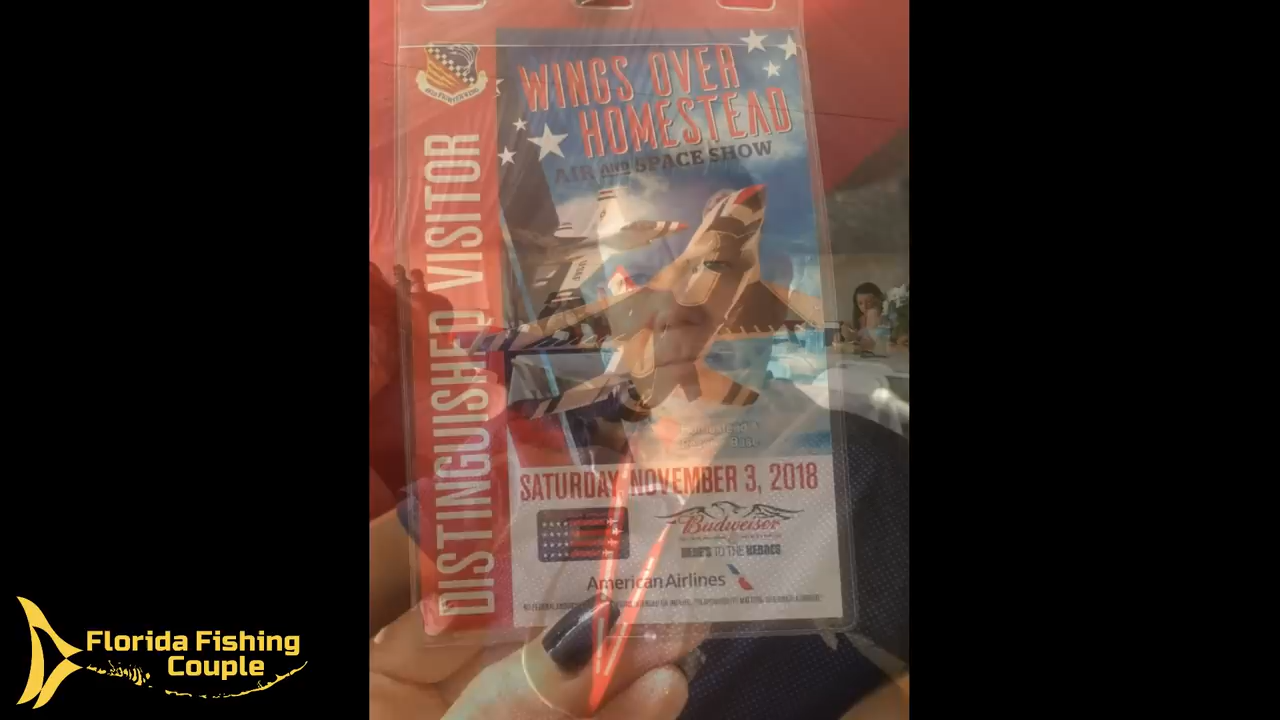 WINGS OVER
HOMESTEAD
AIR AND SPACE SHOW
DISTINGUISHED VISITOR
SATURDAY NOVEMBER 3, 2018
Budweiser
HERE'S TO THE HEROES
American Airlines
Florida Fishing
Couple